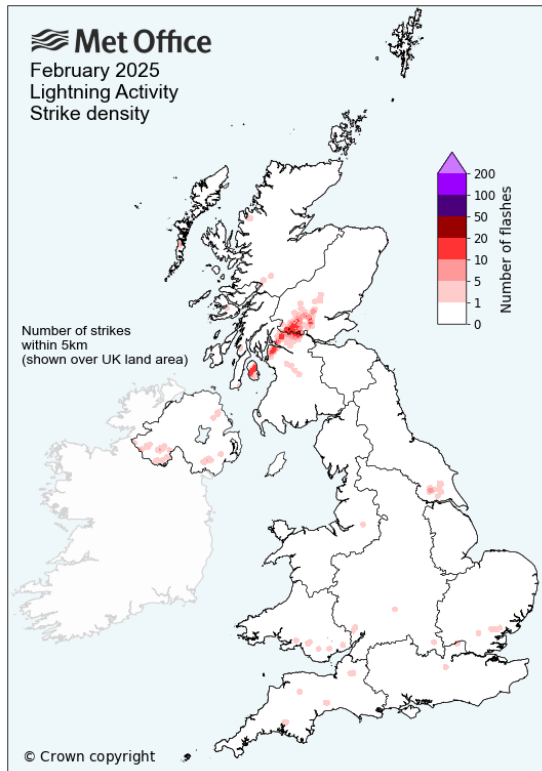 Met Office
February 2025
Lightning Activity
Strike density
200
100
50
20
10
5
1
0
Number of flashes
Number of strikes
within 5km
(shown over UK land area)
© Crown copyright